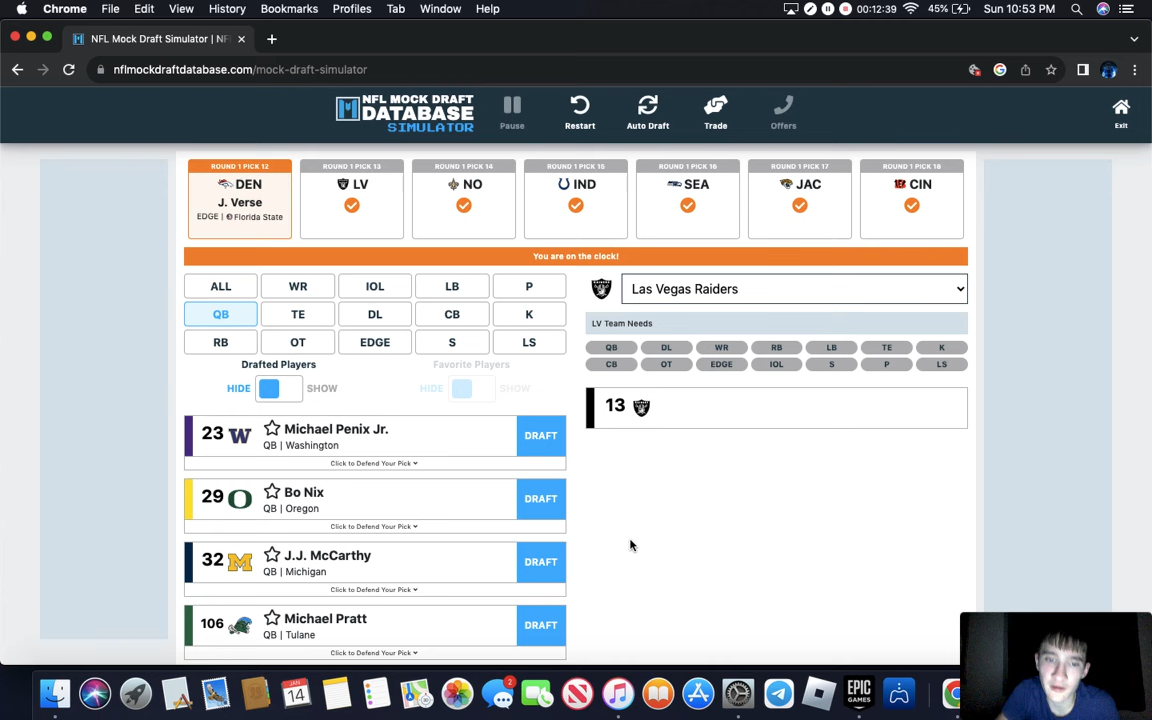 Chrome File Edit View History Bookmarks Profiles Tab Window Help 00:12:39 45% Sun 10:53 PM
NFL Mock Draft Simulator | NF
nflmockdraftdatabase.com/mock-draft-simulator
NFL MOCK DRAFT
DATABASE
SIMULATOR
Pause Restart Auto Draft Trade Offers Exit
ROUND 1 PICK 12 ROUND 1 PICK 13 ROUND 1 PICK 14 ROUND 1 PICK 15 ROUND 1 PICK 16 ROUND 1 PICK 17 ROUND 1 PICK 18
DEN LV NO IND SEA JAC CIN
J. Verse
EDGE | Florida State
You are on the clock!
ALL WR IOL LB P
QB TE DL CB K
RB OT EDGE S LS
Drafted Players Favorite Players
HIDE SHOW HIDE SHOW
23 W Michael Penix Jr. DRAFT
QB | Washington
Click to Defend Your Pick
29 O Bo Nix DRAFT
QB | Oregon
Click to Defend Your Pick
32 M J.J. McCarthy DRAFT
QB | Michigan
Click to Defend Your Pick
106 Michael Pratt DRAFT
QB | Tulane
Click to Defend Your Pick
Las Vegas Raiders
LV Team Needs
QB DL WR RB LB TE K
CB OT EDGE IOL S P LS
13
JAN
14
2
EPIC
GAMES